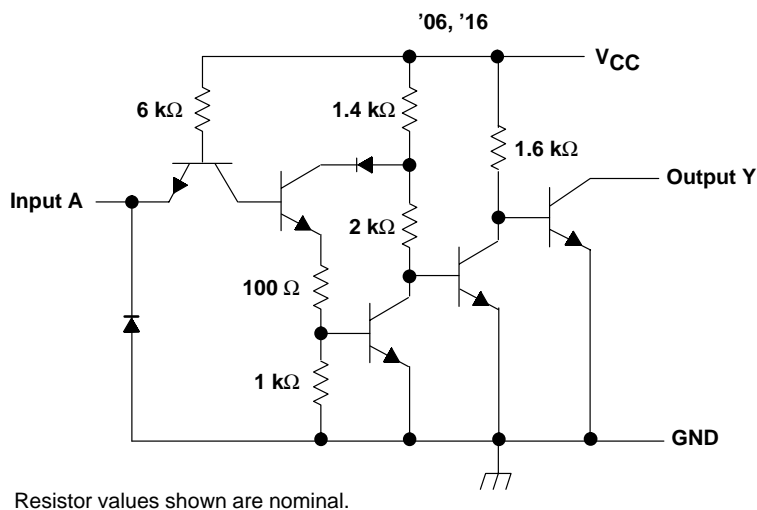 ’06, ’16
VCC
6 kΩ
1.4 kΩ
1.6 kΩ
Input A
Output Y
2 kΩ
100 Ω
1 kΩ
GND
Resistor values shown are nominal.